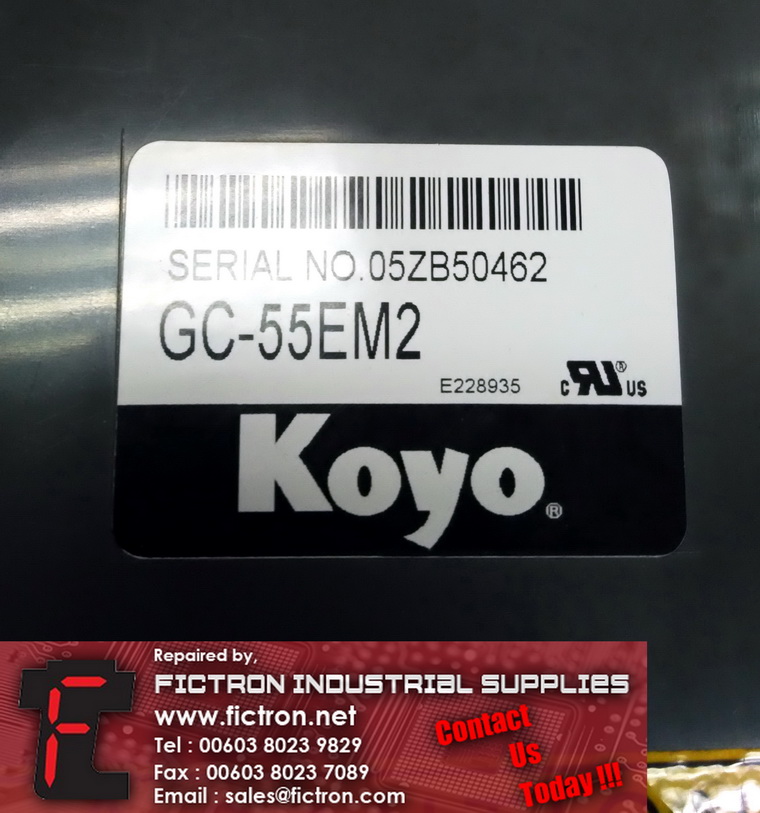 SERIAL NO.05ZB50462
GC-55EM2
E228935
c RU® US
Koyo®
Repaired by,
FICTRON INDUSTRIAL SUPPLIES
www.fictron.net
Tel : 00603 8023 9829
Fax : 00603 8023 7089
Email : sales@fictron.com
Contact
Us
Today !!!